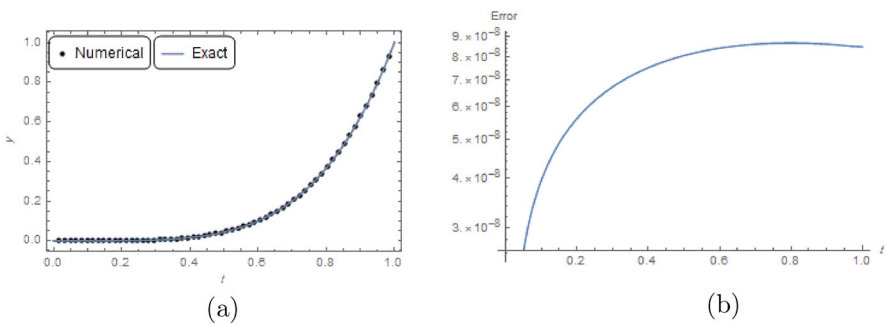 Numerical
Exact
1.0
0.8
0.6
0.4
0.2
0.0
y
0.0 0.2 0.4 0.6 0.8 1.0
t
(a)
Error
9. × 10⁻⁸
8. × 10⁻⁸
7. × 10⁻⁸
6. × 10⁻⁸
5. × 10⁻⁸
4. × 10⁻⁸
3. × 10⁻⁸
0.2 0.4 0.6 0.8 1.0
t
(b)